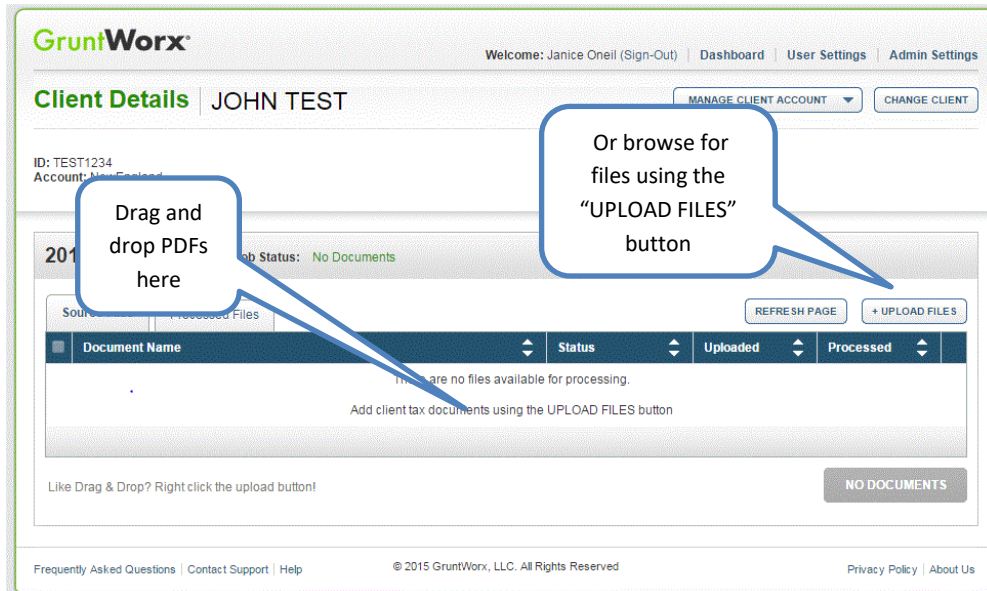 GruntWorx
Welcome: Janice Oneil (Sign-Out) | Dashboard | User Settings | Admin Settings
Client Details | JOHN TEST
MANAGE CLIENT ACCOUNT
CHANGE CLIENT
ID: TEST1234
Account: New England
Drag and
drop PDFs
here
Or browse for
files using the
“UPLOAD FILES”
button
201
Job Status: No Documents
Processed Files
REFRESH PAGE
+ UPLOAD FILES
Document Name
Status
Uploaded
Processed
There are no files available for processing.
Add client tax documents using the UPLOAD FILES button
Like Drag & Drop? Right click the upload button!
NO DOCUMENTS
Frequently Asked Questions | Contact Support | Help
© 2015 GruntWorx, LLC. All Rights Reserved
Privacy Policy | About Us